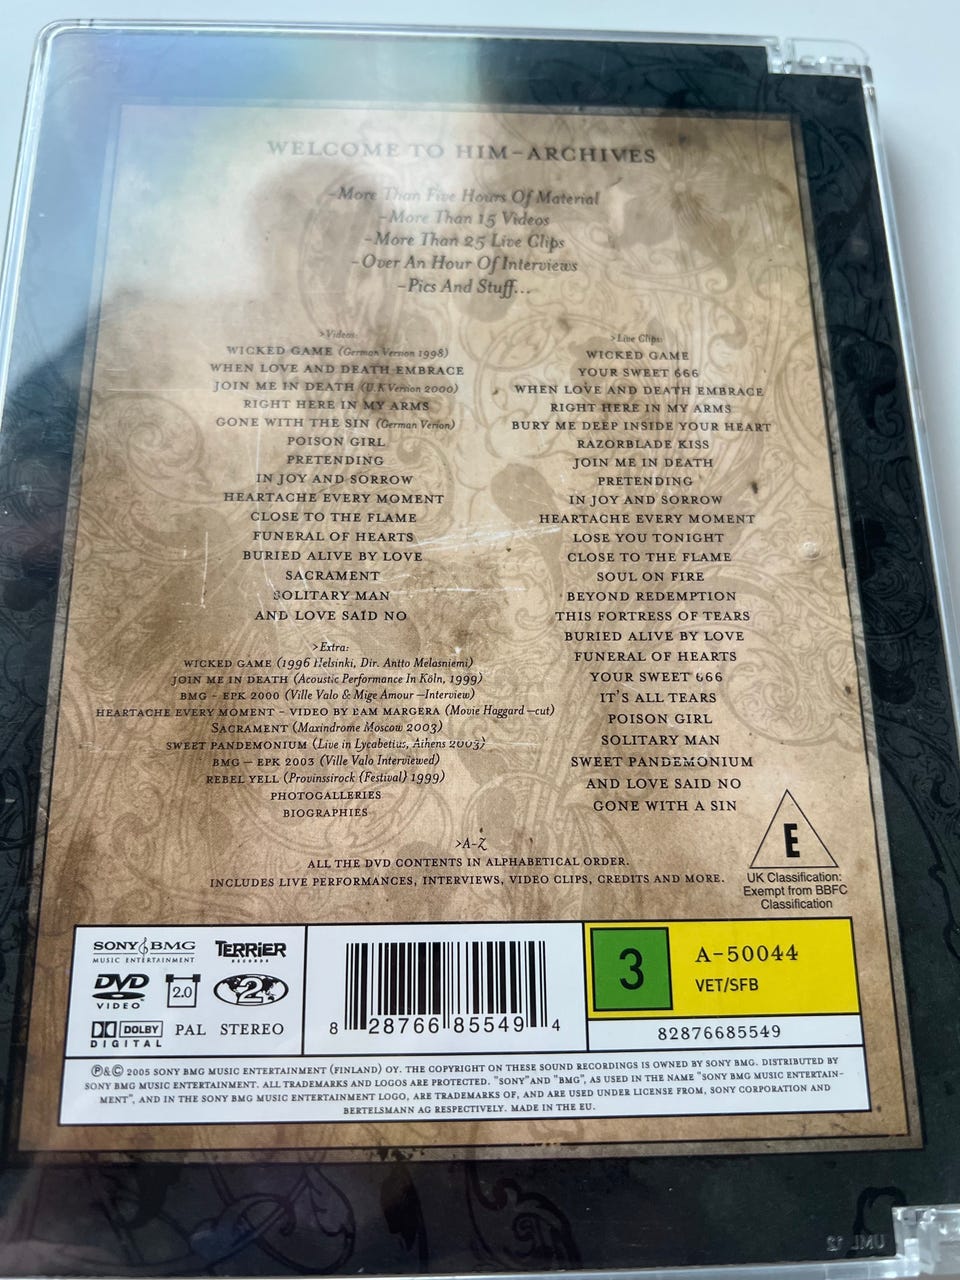 WELCOME TO HIM-ARCHIVES
-More Than Five Hours Of Material
-More Than 15 Videos
-More Than 25 Live Clips
-Over An Hour Of Interviews
-Pics And Stuff...
>Videos:
WICKED GAME (German Version 1998)
WHEN LOVE AND DEATH EMBRACE
JOIN ME IN DEATH (U.K Version 2000)
RIGHT HERE IN MY ARMS
GONE WITH THE SIN (German Verion)
POISON GIRL
PRETENDING
IN JOY AND SORROW
HEARTACHE EVERY MOMENT
CLOSE TO THE FLAME
FUNERAL OF HEARTS
BURIED ALIVE BY LOVE
SACRAMENT
SOLITARY MAN
AND LOVE SAID NO
>Extra:
WICKED GAME (1996 Helsinki, Dir. Antto Melasniemi)
JOIN ME IN DEATH (Acoustic Performance In Köln, 1999)
BMG - EPK 2000 (Ville Valo & Mige Amour -Interview)
HEARTACHE EVERY MOMENT - VIDEO BY BAM MARGERA (Movie Haggard -cut)
SACRAMENT (Maxindrome Moscow 2003)
SWEET PANDEMONIUM (Live in Lycabetius, Athens 2003)
BMG - EPK 2003 (Ville Valo Interviewed)
REBEL YELL (Provinssirock {Festival} 1999)
PHOTOGALLERIES
BIOGRAPHIES
>Live Clips:
WICKED GAME
YOUR SWEET 666
WHEN LOVE AND DEATH EMBRACE
RIGHT HERE IN MY ARMS
BURY ME DEEP INSIDE YOUR HEART
RAZORBLADE KISS
JOIN ME IN DEATH
PRETENDING
IN JOY AND SORROW
HEARTACHE EVERY MOMENT
LOSE YOU TONIGHT
CLOSE TO THE FLAME
SOUL ON FIRE
BEYOND REDEMPTION
THIS FORTRESS OF TEARS
BURIED ALIVE BY LOVE
FUNERAL OF HEARTS
YOUR SWEET 666
IT'S ALL TEARS
POISON GIRL
SOLITARY MAN
SWEET PANDEMONIUM
AND LOVE SAID NO
GONE WITH A SIN
>A-Z
ALL THE DVD CONTENTS IN ALPHABETICAL ORDER.
INCLUDES LIVE PERFORMANCES, INTERVIEWS, VIDEO CLIPS, CREDITS AND MORE.
E
UK Classification:
Exempt from BBFC
Classification
SONY BMG
MUSIC ENTERTAINMENT
TERRIER
RECORDS
DVD
VIDEO
2.0
2
DOLBY
DIGITAL
PAL STEREO
8 28766 85549 4
3
A-50044
VET/SFB
82876685549
℗&© 2005 SONY BMG MUSIC ENTERTAINMENT (FINLAND) OY. THE COPYRIGHT ON THESE SOUND RECORDINGS IS OWNED BY SONY BMG. DISTRIBUTED BY
SONY BMG MUSIC ENTERTAINMENT. ALL TRADEMARKS AND LOGOS ARE PROTECTED. "SONY"AND "BMG", AS USED IN THE NAME "SONY BMG MUSIC ENTERTAIN-
MENT", AND IN THE SONY BMG MUSIC ENTERTAINMENT LOGO, ARE TRADEMARKS OF, AND ARE USED UNDER LICENSE FROM, SONY CORPORATION AND
BERTELSMANN AG RESPECTIVELY. MADE IN THE EU.
UML 12